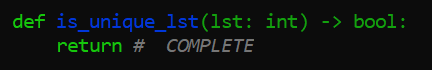 def is_unique_lst(lst: int) -> bool:
    return #  COMPLETE